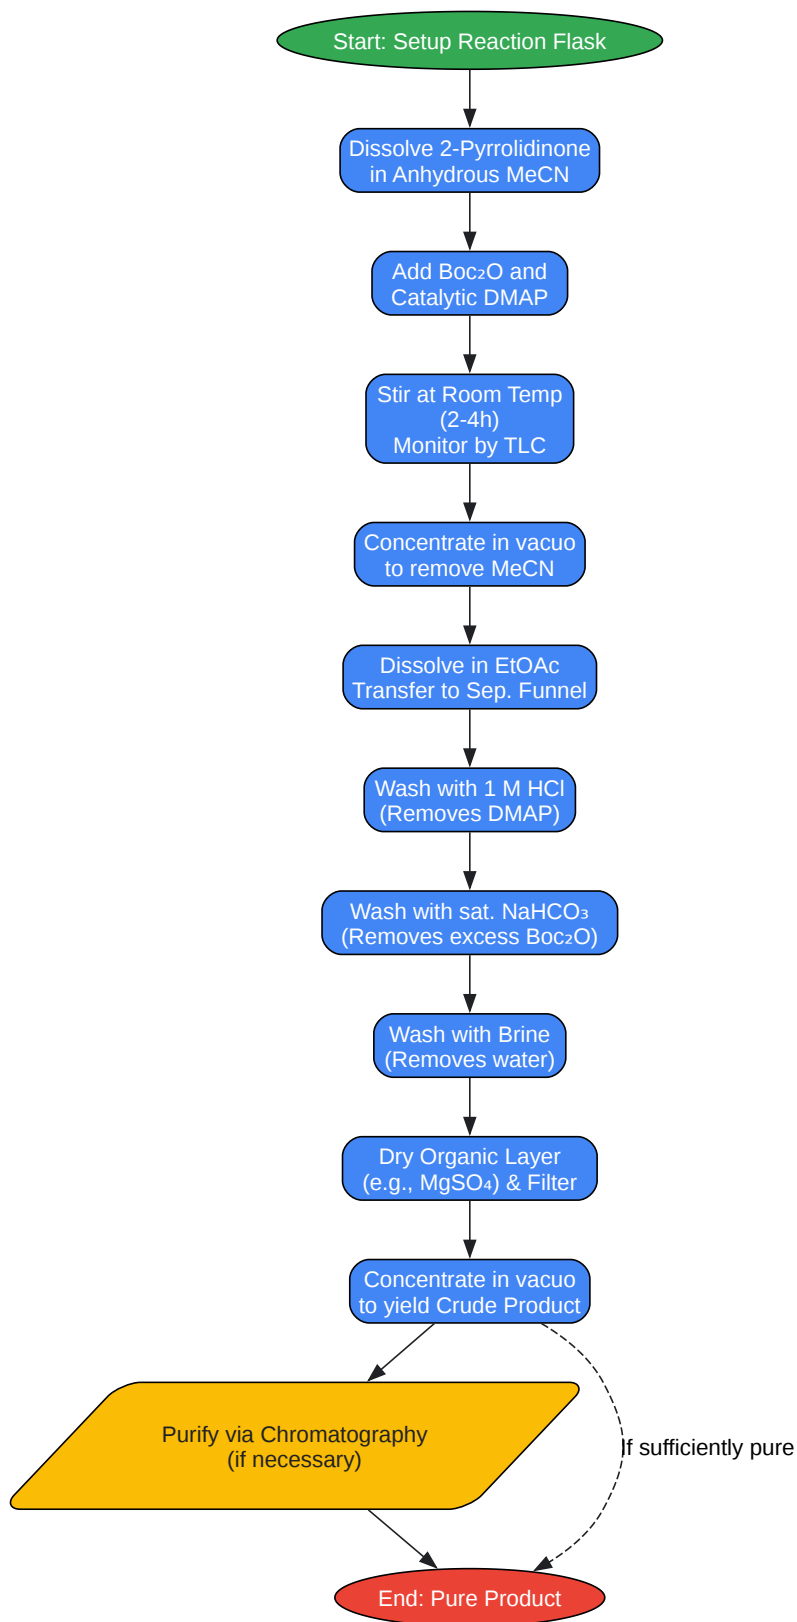 Start: Setup Reaction Flask
Dissolve 2-Pyrrolidinone
in Anhydrous MeCN
Add Boc₂O and
Catalytic DMAP
Stir at Room Temp
(2-4h)
Monitor by TLC
Concentrate in vacuo
to remove MeCN
Dissolve in EtOAc
Transfer to Sep. Funnel
Wash with 1 M HCl
(Removes DMAP)
Wash with sat. NaHCO₃
(Removes excess Boc₂O)
Wash with Brine
(Removes water)
Dry Organic Layer
(e.g., MgSO₄) & Filter
Concentrate in vacuo
to yield Crude Product
Purify via Chromatography
(if necessary)
If sufficiently pure
End: Pure Product